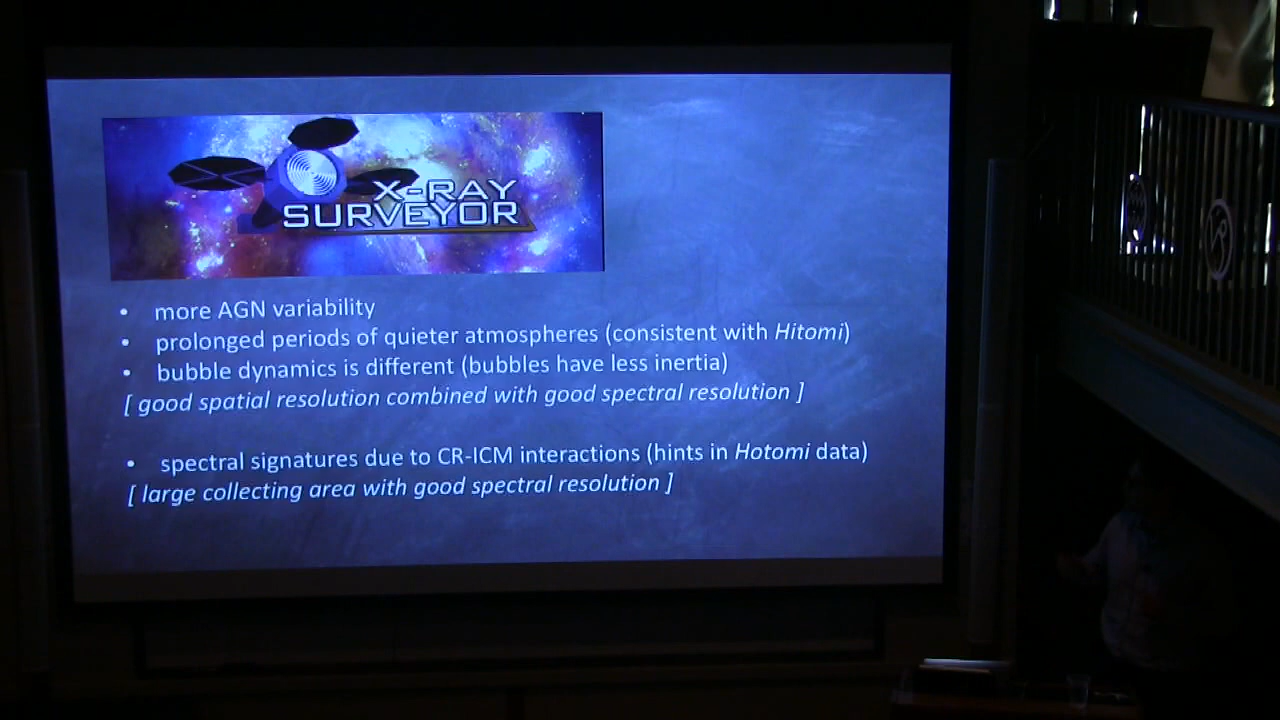 X-RAY
SURVEYOR
• more AGN variability
• prolonged periods of quieter atmospheres (consistent with Hitomi)
• bubble dynamics is different (bubbles have less inertia)
[ good spatial resolution combined with good spectral resolution ]
• spectral signatures due to CR-ICM interactions (hints in Hotomi data)
[ large collecting area with good spectral resolution ]